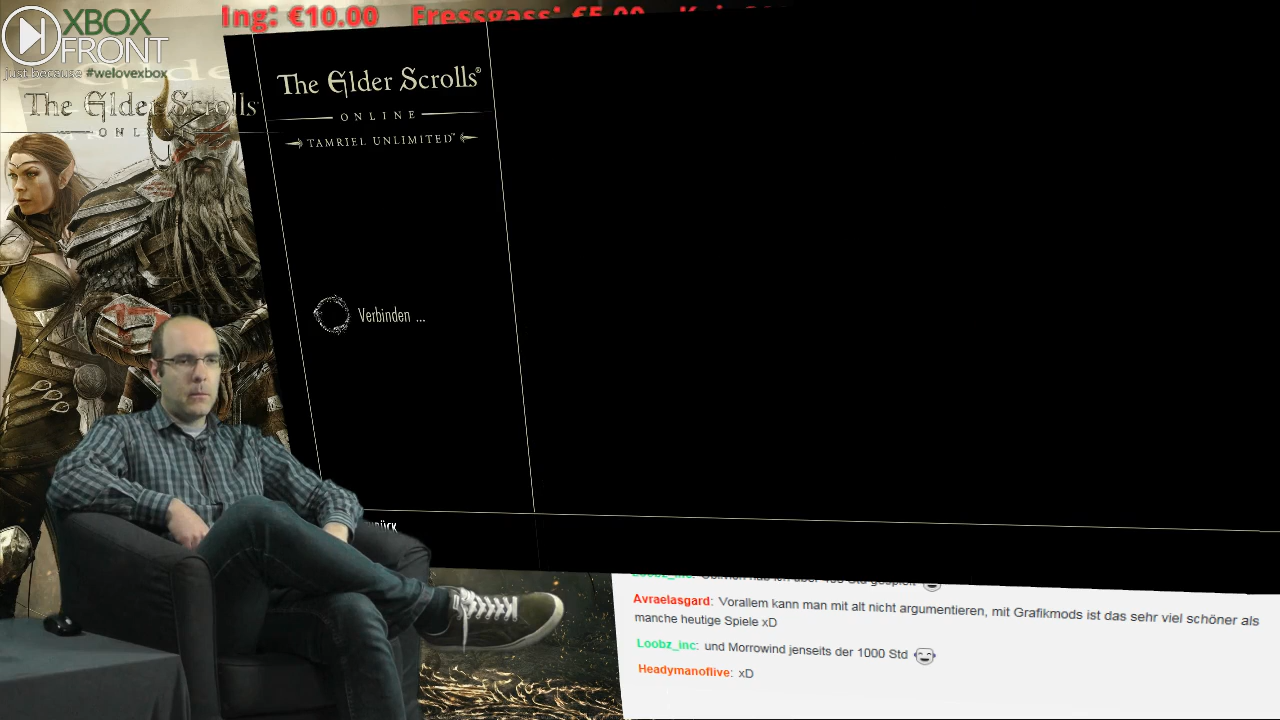 Ing: €10.00 Fressgass: €5.00
XBOX
FRONT
just because #welovexbox
The Elder Scrolls
ONLINE
The Elder Scrolls®
ONLINE
TAMRIEL UNLIMITED™
Verbinden ...
Avraelasgard: Vorallem kann man mit alt nicht argumentieren, mit Grafikmods ist das sehr viel schöner als
manche heutige Spiele xD
Loobz_inc: und Morrowind jenseits der 1000 Std
Headymanoflive: xD